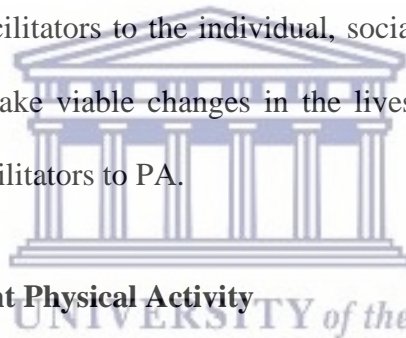 cilitators to the individual, socia
ake viable changes in the lives
ilitators to PA.
nt Physical Activity
UNIVERSITY of the